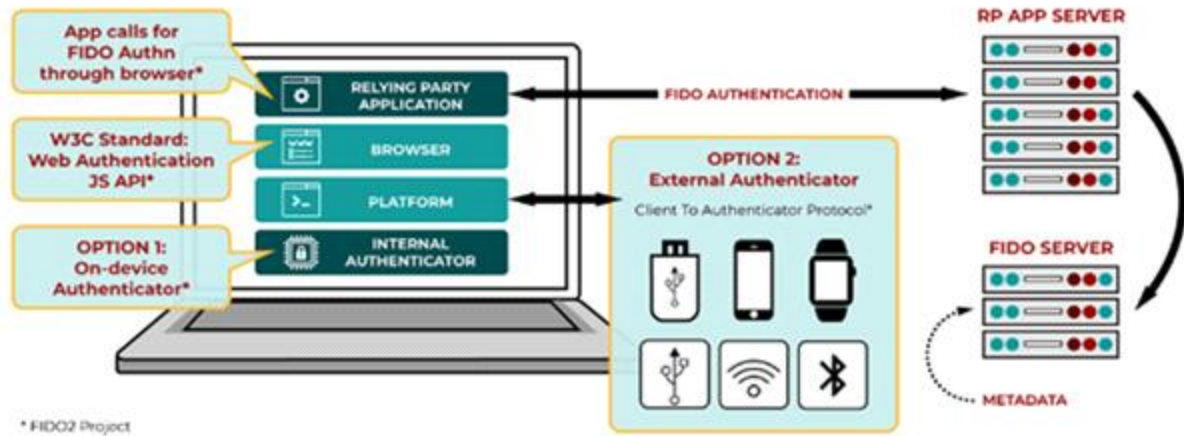 App calls for
FIDO Authn
through browser*
W3C Standard:
Web Authentication
JS API*
OPTION 1:
On-device
Authenticator*
RELYING PARTY
APPLICATION
BROWSER
PLATFORM
INTERNAL
AUTHENTICATOR
FIDO AUTHENTICATION
OPTION 2:
External Authenticator
Client To Authenticator Protocol*
RP APP SERVER
FIDO SERVER
METADATA
* FIDO2 Project